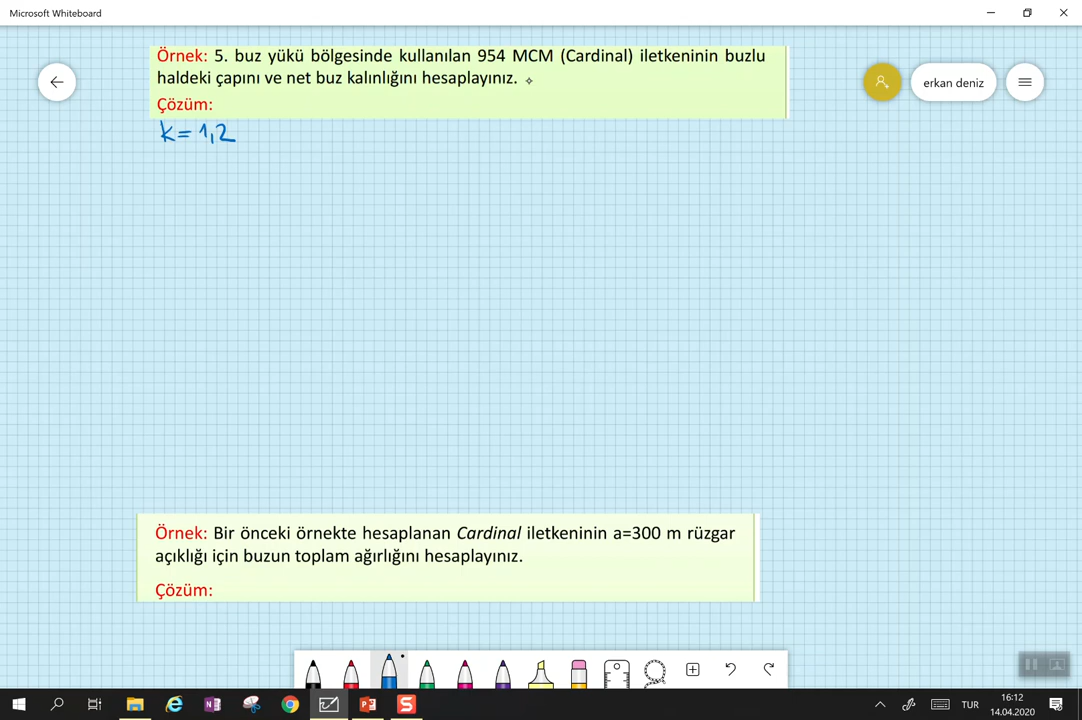 Microsoft Whiteboard
Örnek: 5. buz yükü bölgesinde kullanılan 954 MCM (Cardinal) iletkeninin buzlu
haldeki çapını ve net buz kalınlığını hesaplayınız.
Çözüm:
k = 1,2
erkan deniz
Örnek: Bir önceki örnekte hesaplanan Cardinal iletkeninin a=300 m rüzgar
açıklığı için buzun toplam ağırlığını hesaplayınız.
Çözüm:
TUR
16:12
14.04.2020